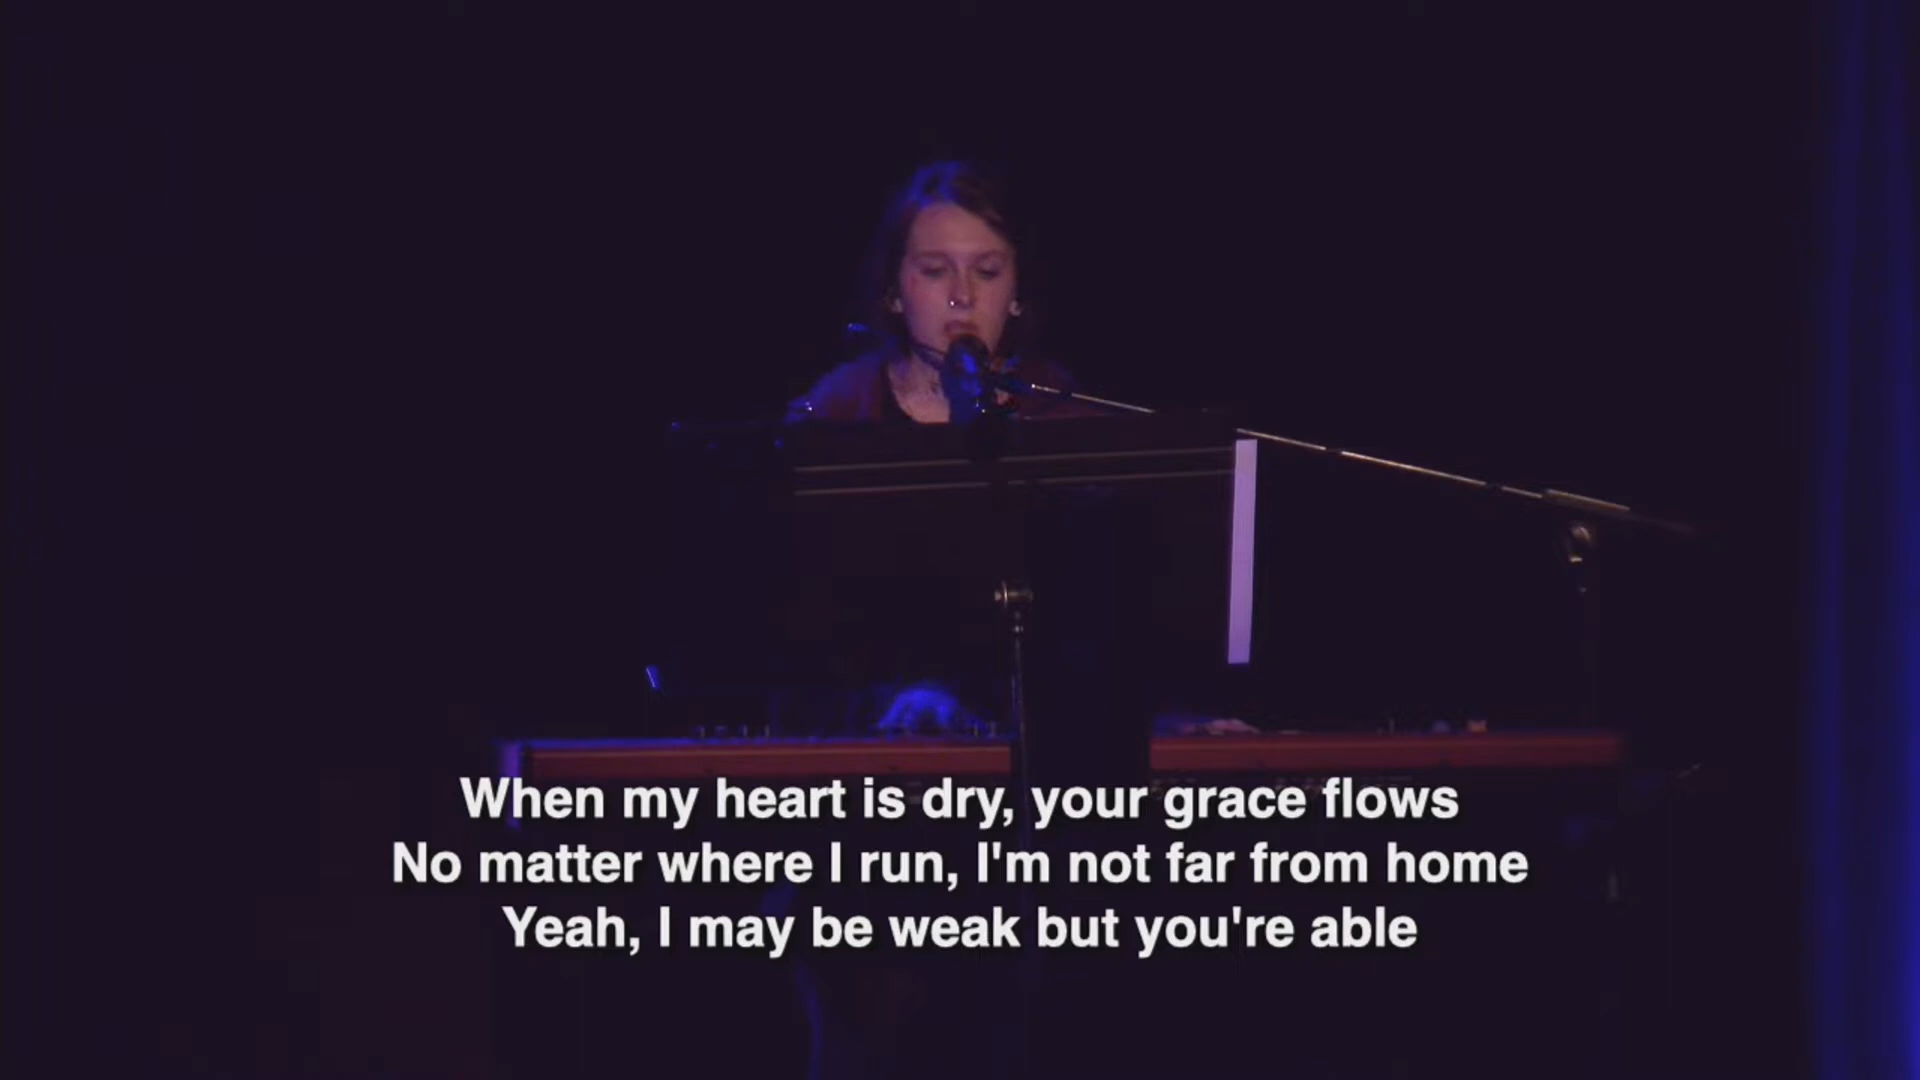 When my heart is dry, your grace flows
No matter where I run, I'm not far from home
Yeah, I may be weak but you're able